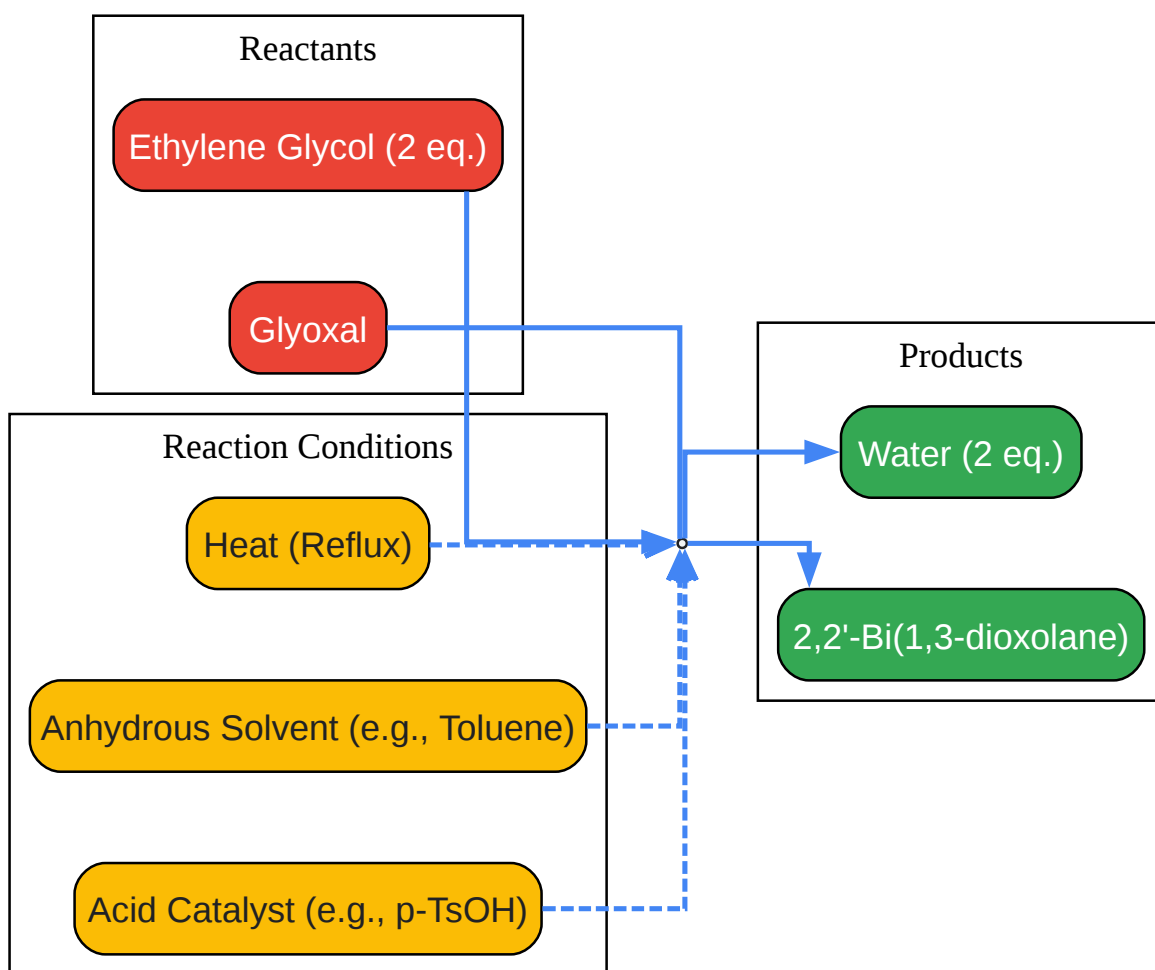 Reactants
Ethylene Glycol (2 eq.)
Glyoxal
Reaction Conditions
Heat (Reflux)
Anhydrous Solvent (e.g., Toluene)
Acid Catalyst (e.g., p-TsOH)
Products
Water (2 eq.)
2,2'-Bi(1,3-dioxolane)